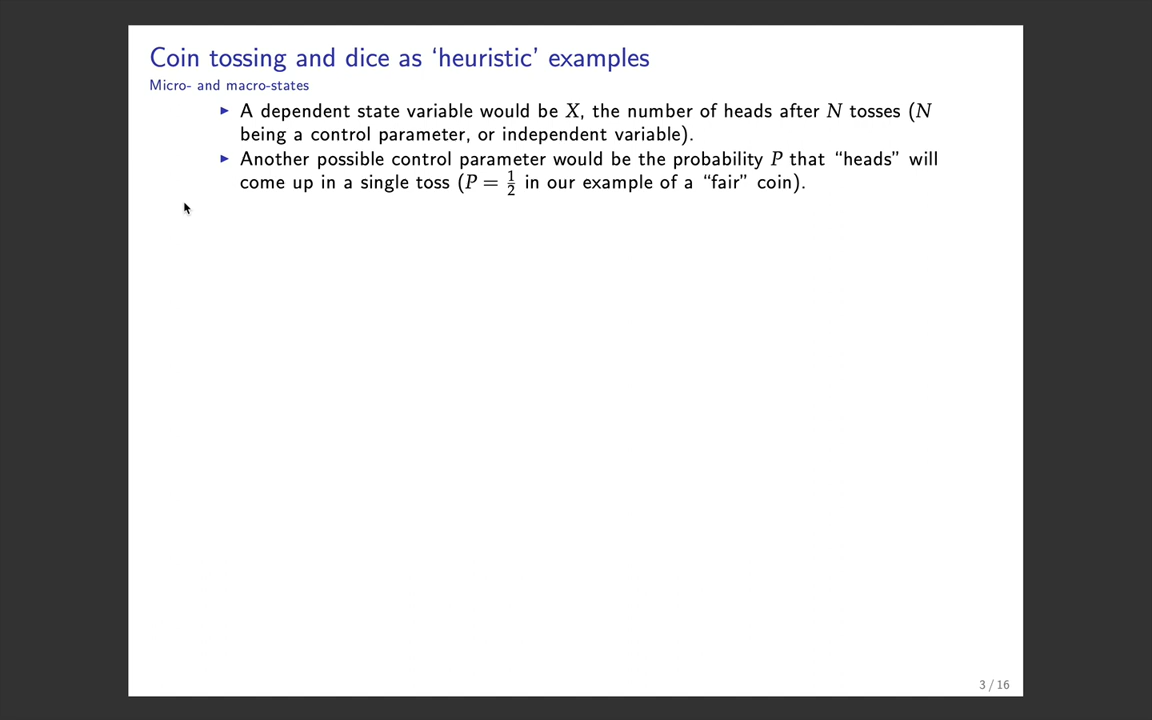 Coin tossing and dice as ‘heuristic’ examples
Micro- and macro-states
▶ A dependent state variable would be X, the number of heads after N tosses (N
being a control parameter, or independent variable).
▶ Another possible control parameter would be the probability P that “heads” will
come up in a single toss (P = 1/2 in our example of a “fair” coin).
3 / 16